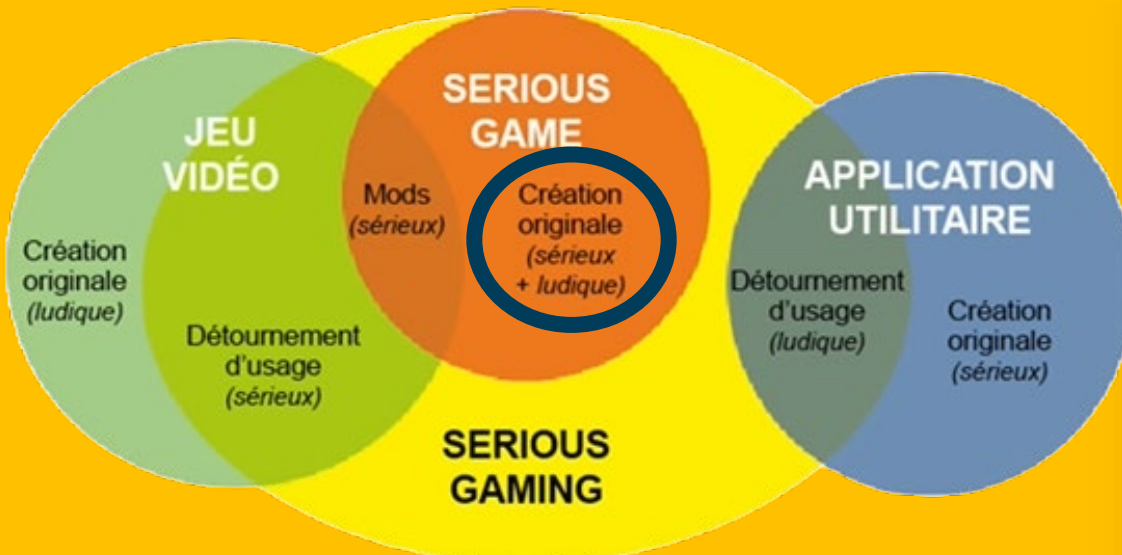 JEU
VIDÉO
Création
originale
(ludique)
Détournement
d'usage
(sérieux)
SERIOUS
GAME
Mods
(sérieux)
Création
originale
(sérieux
+ ludique)
SERIOUS
GAMING
APPLICATION
UTILITAIRE
Détournement
d'usage
(ludique)
Création
originale
(sérieux)